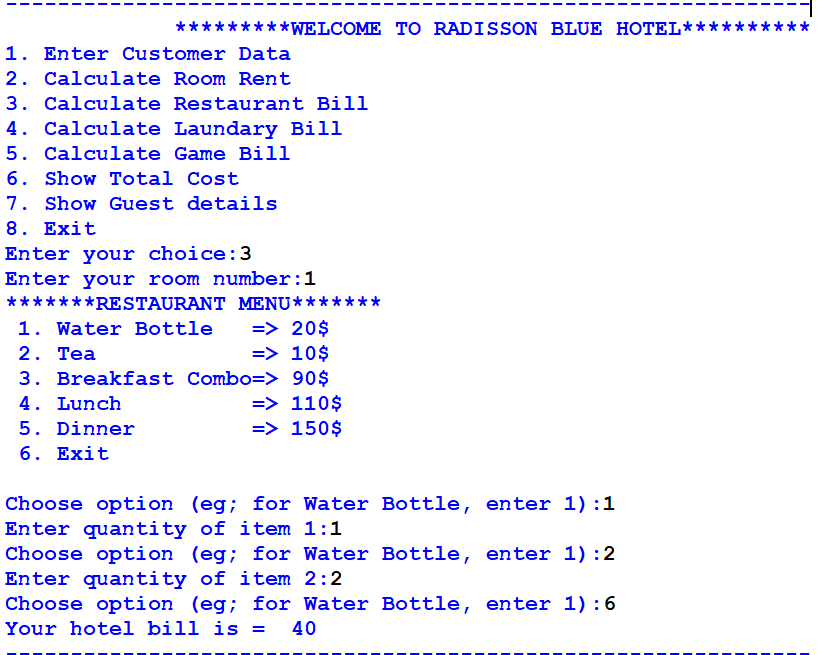 ---------------------------------------------------------------
             *********WELCOME TO RADISSON BLUE HOTEL**********
1. Enter Customer Data
2. Calculate Room Rent
3. Calculate Restaurant Bill
4. Calculate Laundary Bill
5. Calculate Game Bill
6. Show Total Cost
7. Show Guest details
8. Exit
Enter your choice:3
Enter your room number:1
*******RESTAURANT MENU*******
 1. Water Bottle   => 20$
 2. Tea            => 10$
 3. Breakfast Combo=> 90$
 4. Lunch          => 110$
 5. Dinner         => 150$
 6. Exit

Choose option (eg; for Water Bottle, enter 1):1
Enter quantity of item 1:1
Choose option (eg; for Water Bottle, enter 1):2
Enter quantity of item 2:2
Choose option (eg; for Water Bottle, enter 1):6
Your hotel bill is =  40
---------------------------------------------------------------